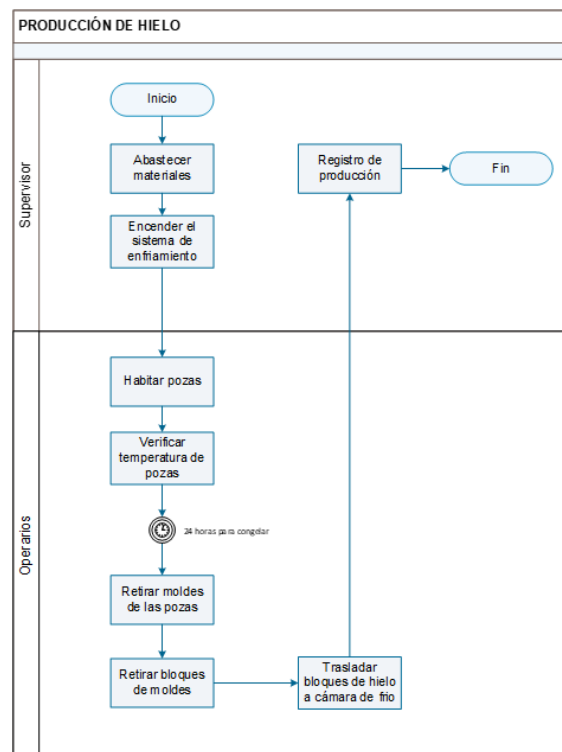 PRODUCCIÓN DE HIELO
Supervisor
Inicio
Abastecer
materiales
Encender el
sistema de
enfriamiento
Registro de
producción
Fin
Operarios
Habitar pozas
Verificar
temperatura de
pozas
24 horas para congelar
Retirar moldes
de las pozas
Retirar bloques
de moldes
Trasladar
bloques de hielo
a cámara de frio